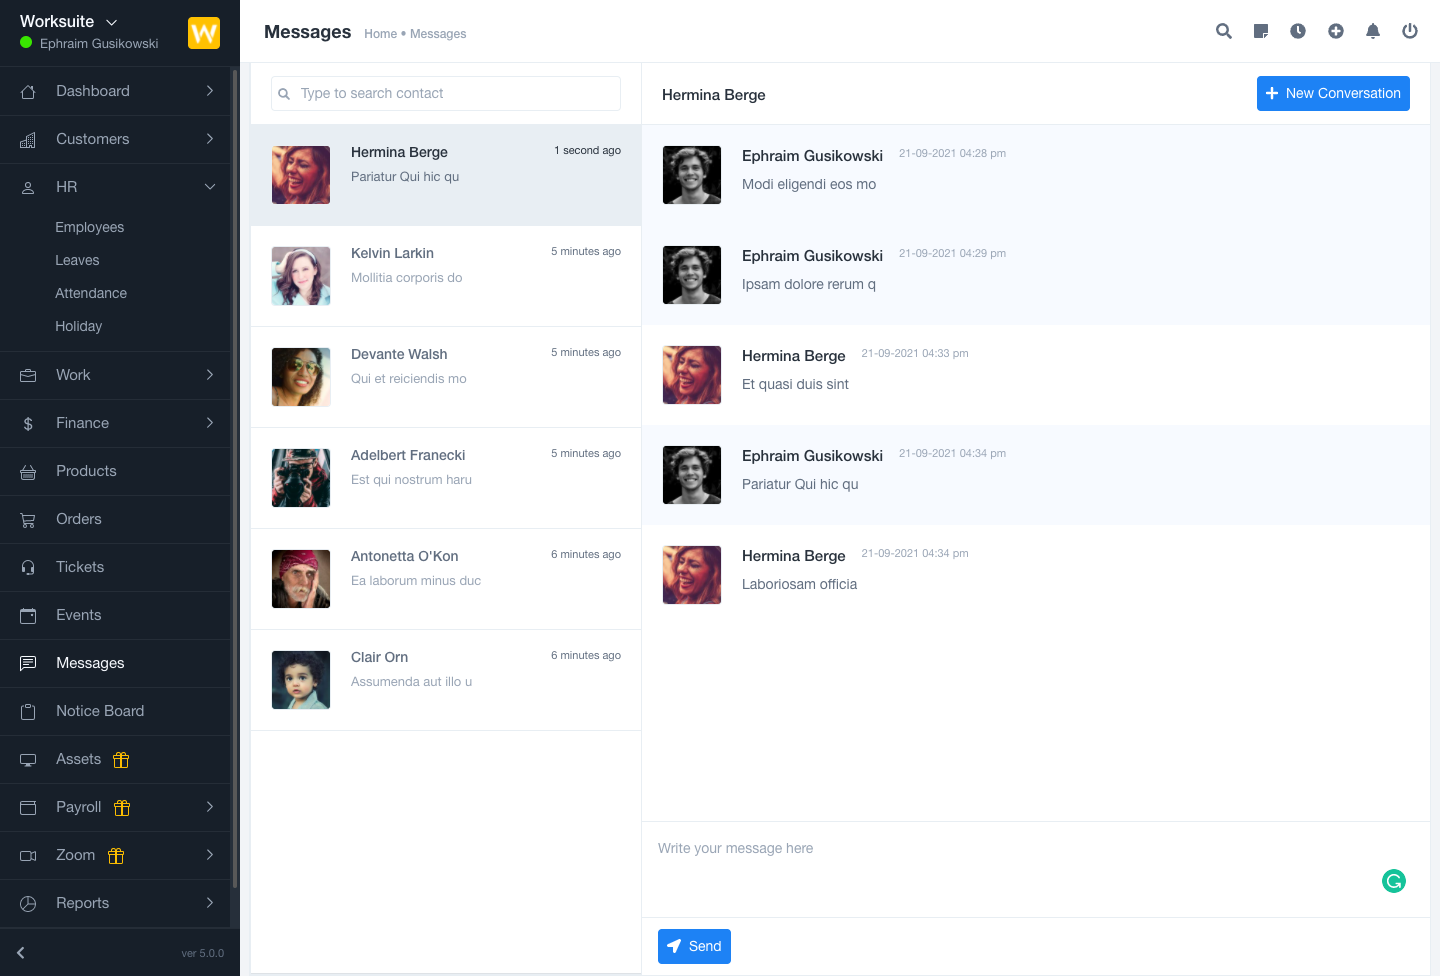 Worksuite
W
Ephraim Gusikowski
Dashboard
Customers
HR
Employees
Leaves
Attendance
Holiday
Work
Finance
Products
Orders
Tickets
Events
Messages
Notice Board
Assets
Payroll
Zoom
Reports
ver 5.0.0
Messages Home • Messages
Type to search contact
Hermina Berge 1 second ago
Pariatur Qui hic qu
Kelvin Larkin 5 minutes ago
Mollitia corporis do
Devante Walsh 5 minutes ago
Qui et reiciendis mo
Adelbert Franecki 5 minutes ago
Est qui nostrum haru
Antonetta O'Kon 6 minutes ago
Ea laborum minus duc
Clair Orn 6 minutes ago
Assumenda aut illo u
Hermina Berge
New Conversation
Ephraim Gusikowski 21-09-2021 04:28 pm
Modi eligendi eos mo
Ephraim Gusikowski 21-09-2021 04:29 pm
Ipsam dolore rerum q
Hermina Berge 21-09-2021 04:33 pm
Et quasi duis sint
Ephraim Gusikowski 21-09-2021 04:34 pm
Pariatur Qui hic qu
Hermina Berge 21-09-2021 04:34 pm
Laboriosam officia
Write your message here
Send